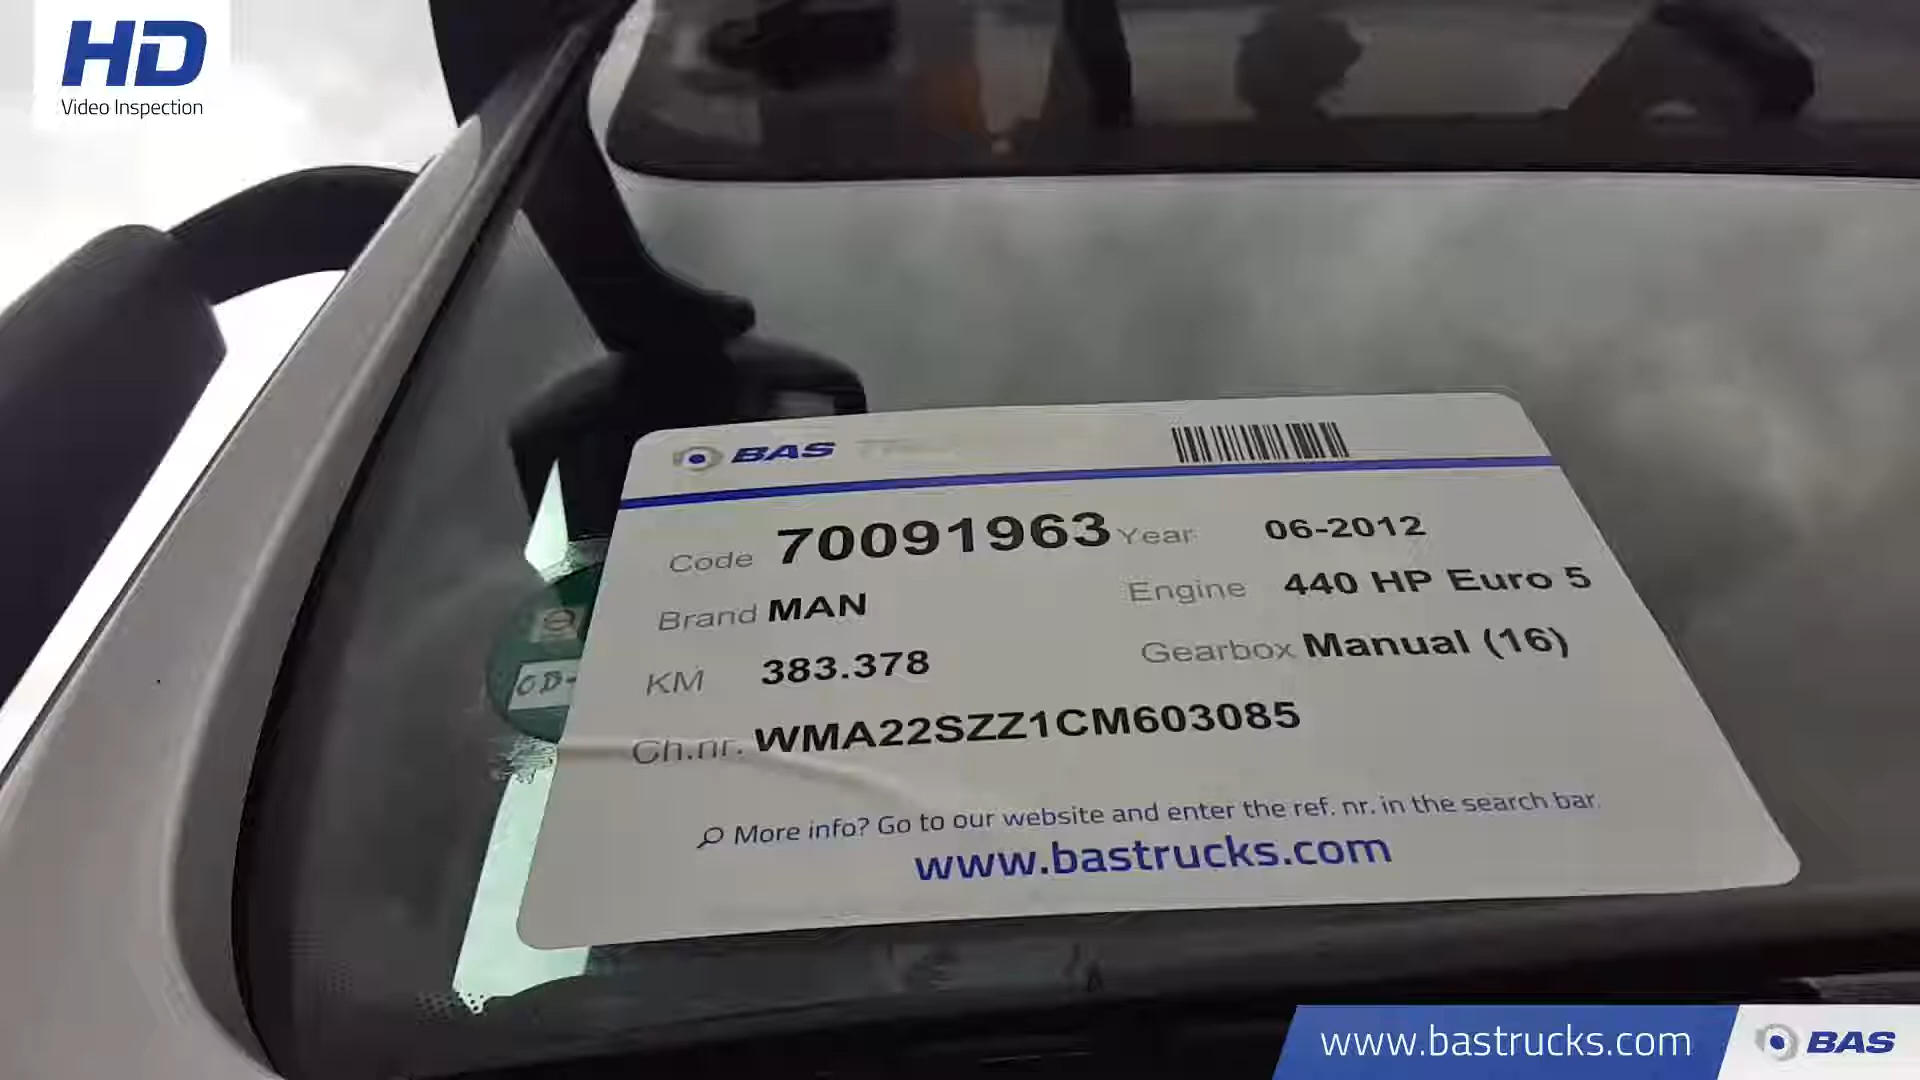 HD
Video Inspection
BAS
Code 70091963 Year 06-2012
Brand MAN Engine 440 HP Euro 5
KM 383.378 Gearbox Manual (16)
Ch.nr. WMA22SZZ1CM603085
More info? Go to our website and enter the ref. nr. in the search bar.
www.bastrucks.com
www.bastrucks.com BAS